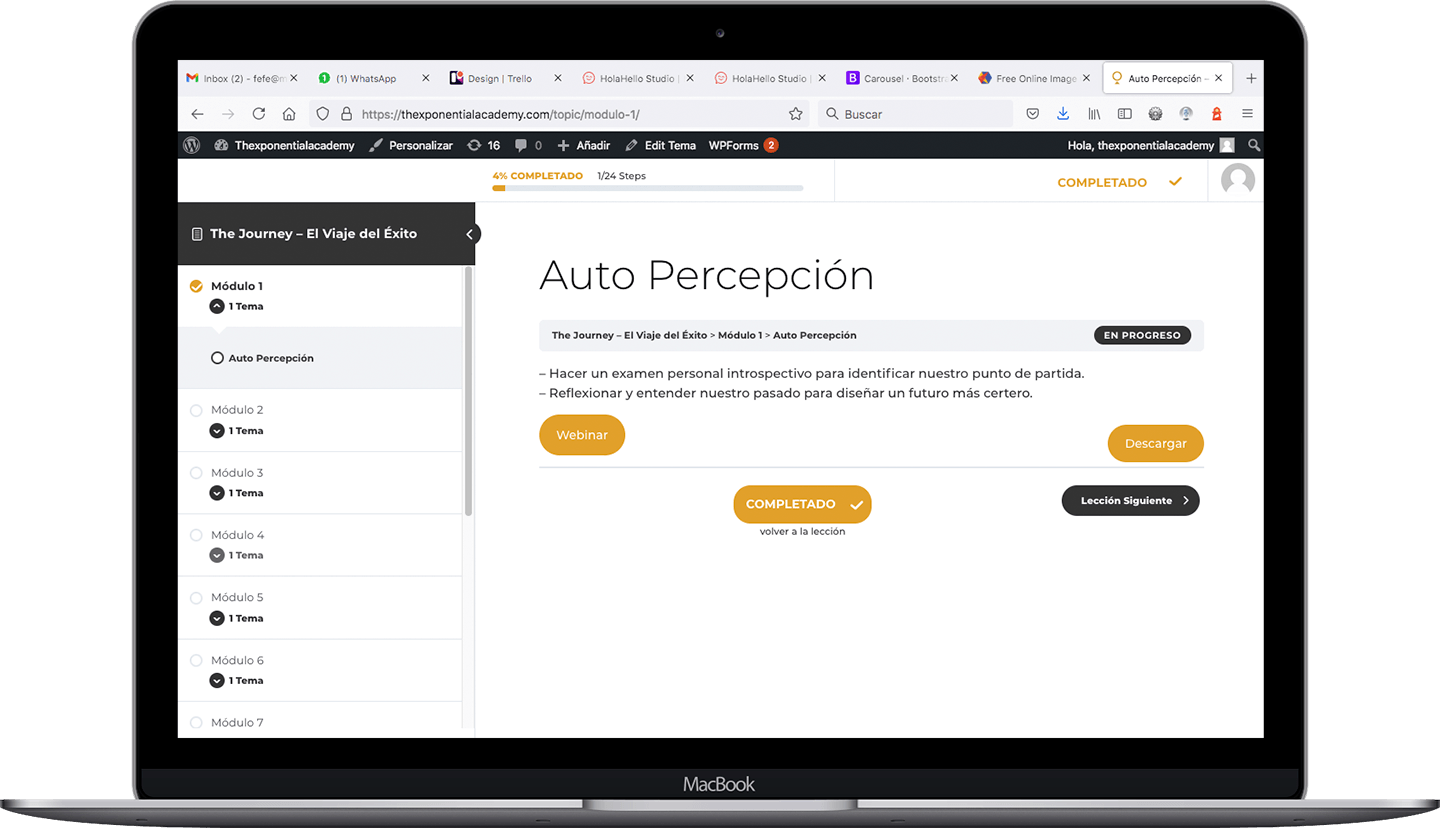 Inbox (2) - fefe@m
(1) WhatsApp
Design | Trello
HolaHello Studio |
HolaHello Studio |
Carousel · Bootstra
Free Online Image
Auto Percepción –
https://thexponentialacademy.com/topic/modulo-1/
Buscar
Thexponentialacademy
Personalizar
16
0
Añadir
Edit Tema
WPForms 2
Hola, thexponentialacademy
4% COMPLETADO 1/24 Steps
COMPLETADO
The Journey – El Viaje del Éxito
Módulo 1
1 Tema
Auto Percepción
Módulo 2
1 Tema
Módulo 3
1 Tema
Módulo 4
1 Tema
Módulo 5
1 Tema
Módulo 6
1 Tema
Módulo 7
Auto Percepción
The Journey – El Viaje del Éxito > Módulo 1 > Auto Percepción
EN PROGRESO
– Hacer un examen personal introspectivo para identificar nuestro punto de partida.
– Reflexionar y entender nuestro pasado para diseñar un futuro más certero.
Webinar
Descargar
COMPLETADO
volver a la lección
Lección Siguiente
MacBook